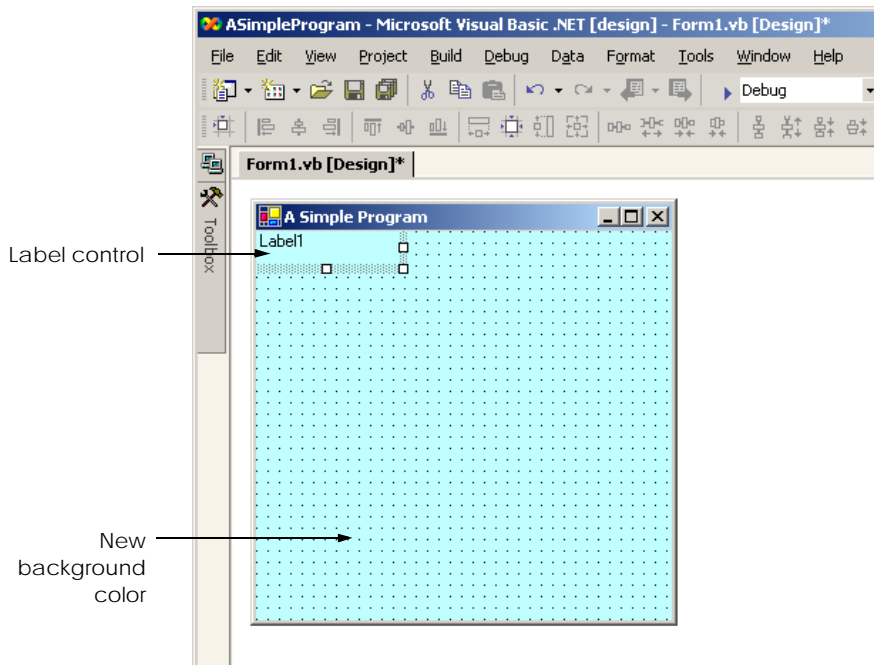 ASimpleProgram - Microsoft Visual Basic .NET [design] - Form1.vb [Design]*
File Edit View Project Build Debug Data Format Tools Window Help
Debug
Form1.vb [Design]*
Toolbox
A Simple Program
Label1
Label control
New
background
color